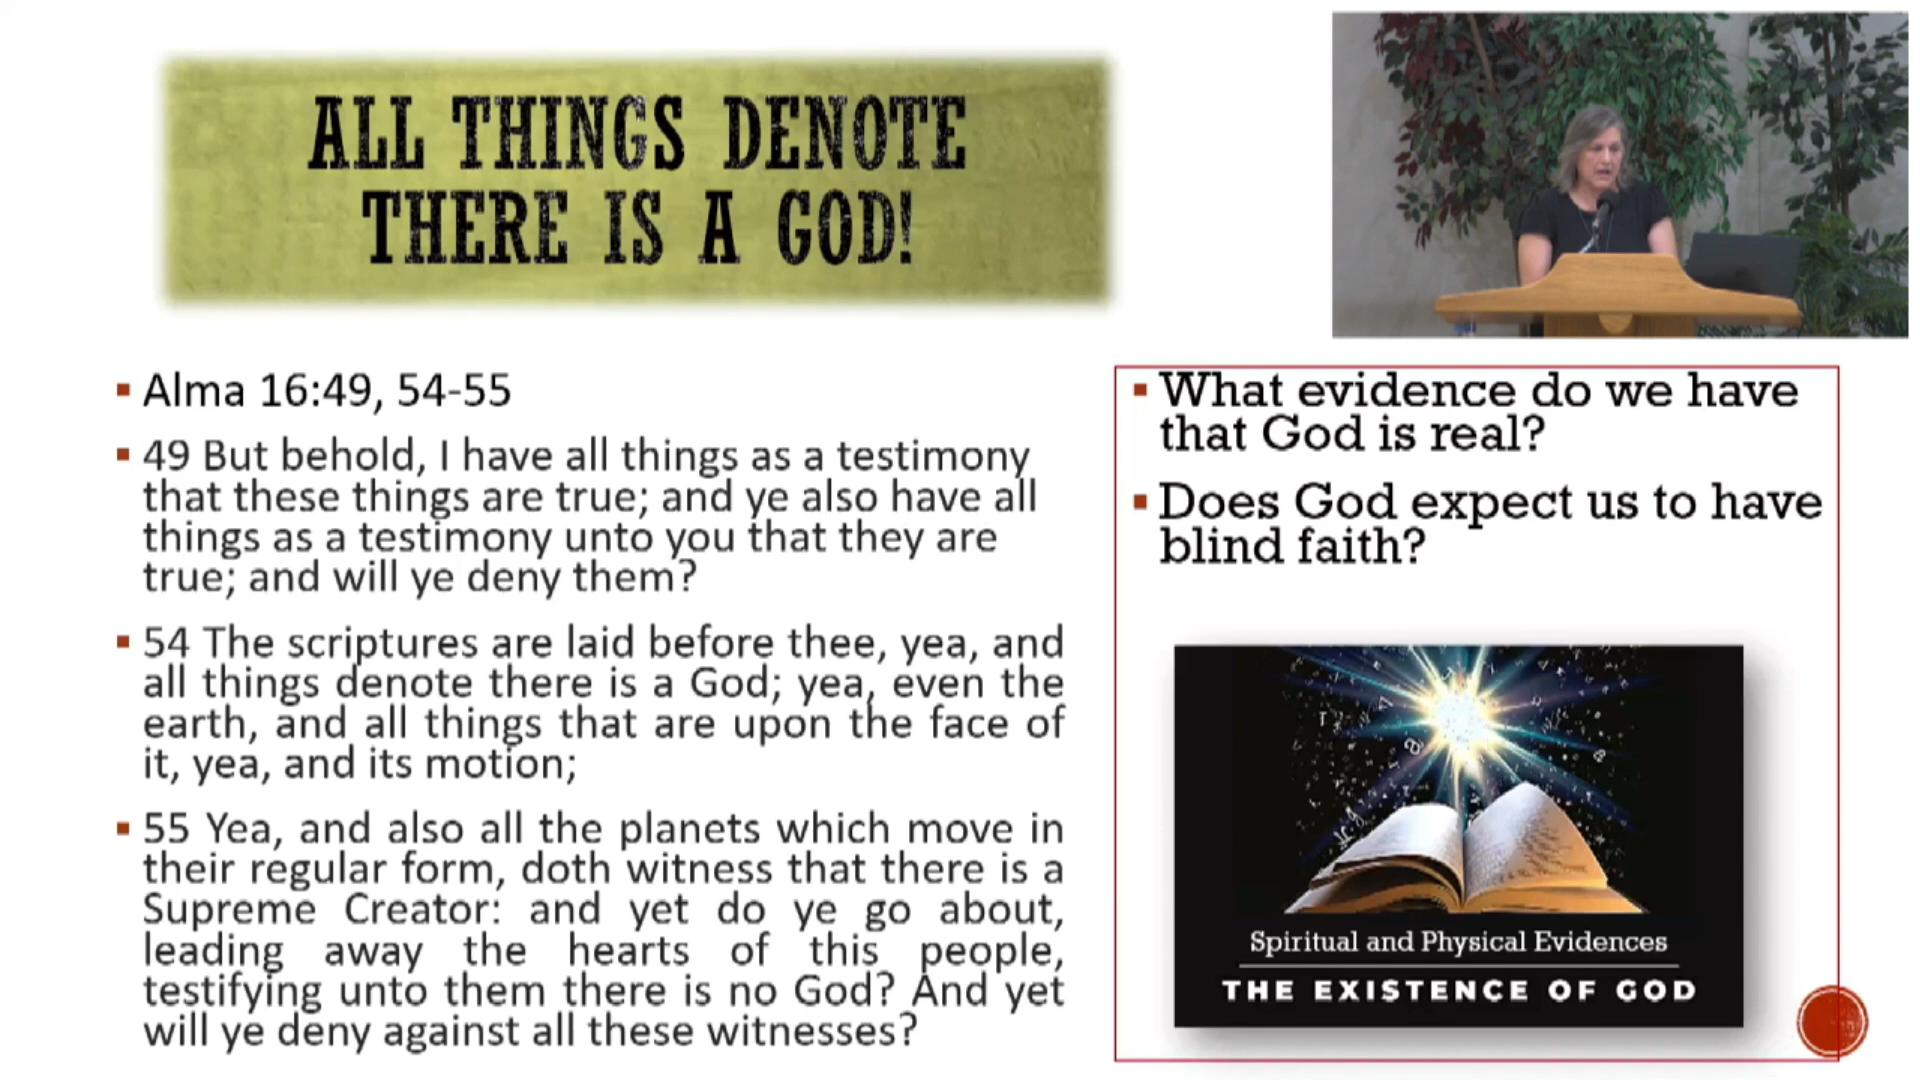 ALL THINGS DENOTE
THERE IS A GOD!
Alma 16:49, 54-55
49 But behold, I have all things as a testimony
that these things are true; and ye also have all
things as a testimony unto you that they are
true; and will ye deny them?
54 The scriptures are laid before thee, yea, and
all things denote there is a God; yea, even the
earth, and all things that are upon the face of
it, yea, and its motion;
55 Yea, and also all the planets which move in
their regular form, doth witness that there is a
Supreme Creator: and yet do ye go about,
leading away the hearts of this people,
testifying unto them there is no God? And yet
will ye deny against all these witnesses?
What evidence do we have
that God is real?
Does God expect us to have
blind faith?
Spiritual and Physical Evidences
THE EXISTENCE OF GOD